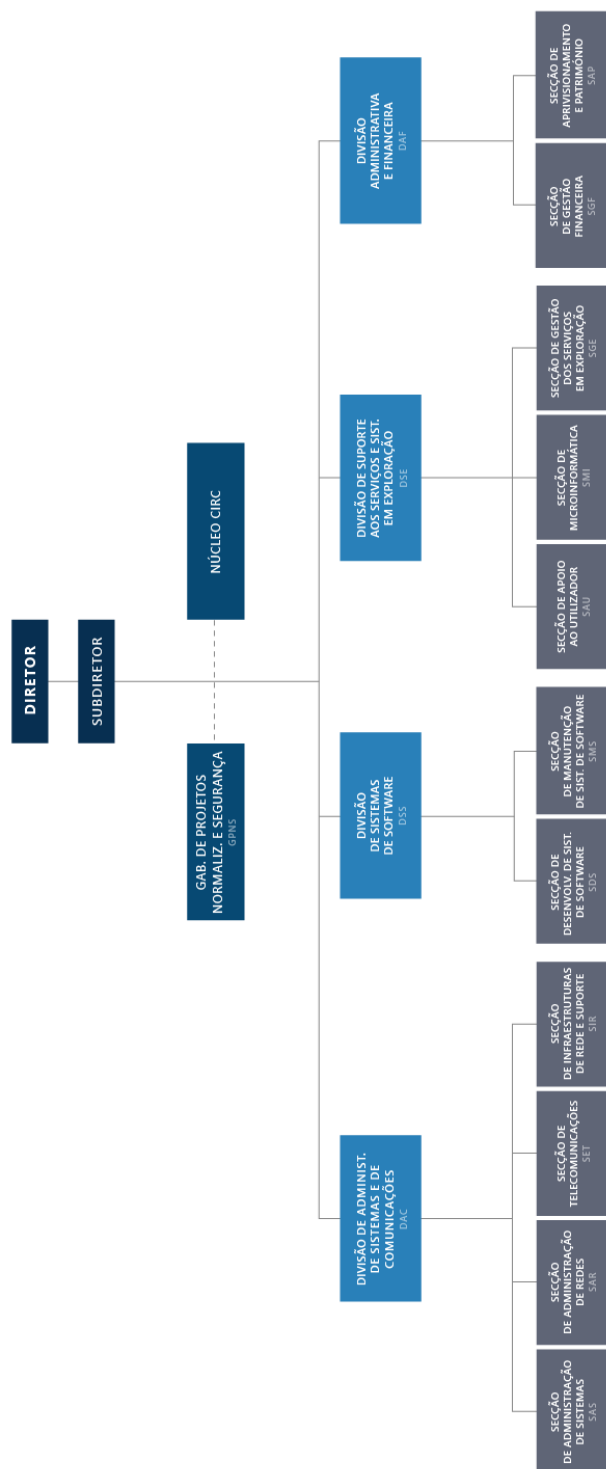 DIRETOR
SUBDIRETOR
GAB. DE PROJETOS
NORMALIZ. E SEGURANÇA
GPNS
NÚCLEO CIRC
DIVISÃO DE ADMINIST.
DE SISTEMAS E DE
COMUNICAÇÕES
DAC
DIVISÃO
DE SISTEMAS
DE SOFTWARE
DSS
DIVISÃO DE SUPORTE
AOS SERVIÇOS E SIST.
EM EXPLORAÇÃO
DSE
DIVISÃO
ADMINISTRATIVA
E FINANCEIRA
DAF
SECÇÃO
DE ADMINISTRAÇÃO
DE SISTEMAS
SAS
SECÇÃO
DE ADMINISTRAÇÃO
DE REDES
SAR
SECÇÃO DE
TELECOMUNICAÇÕES
SET
SECÇÃO
DE INFRAESTRUTURAS
DE REDE E SUPORTE
SIR
SECÇÃO DE
DESENVOLV. DE SIST.
DE SOFTWARE
SDS
SECÇÃO
DE MANUTENÇÃO
DE SIST. DE SOFTWARE
SMS
SECÇÃO DE APOIO
AO UTILIZADOR
SAU
SECÇÃO DE
MICROINFORMÁTICA
SMI
SECÇÃO DE GESTÃO
DOS SERVIÇOS
EM EXPLORAÇÃO
SGE
SECÇÃO
DE GESTÃO
FINANCEIRA
SGF
SECÇÃO DE
APRIVISIONAMENTO
E PATRIMÓNIO
SAP